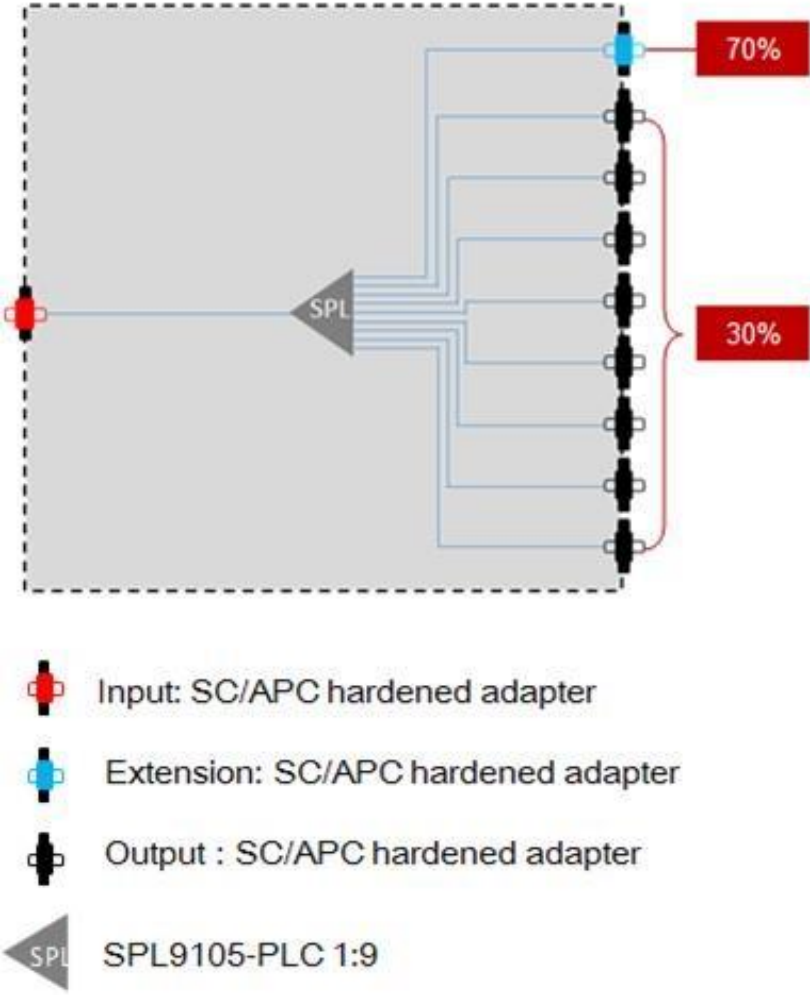 70%
SPL
30%
Input: SC/APC hardened adapter
Extension: SC/APC hardened adapter
Output : SC/APC hardened adapter
SPL
SPL9105-PLC 1:9